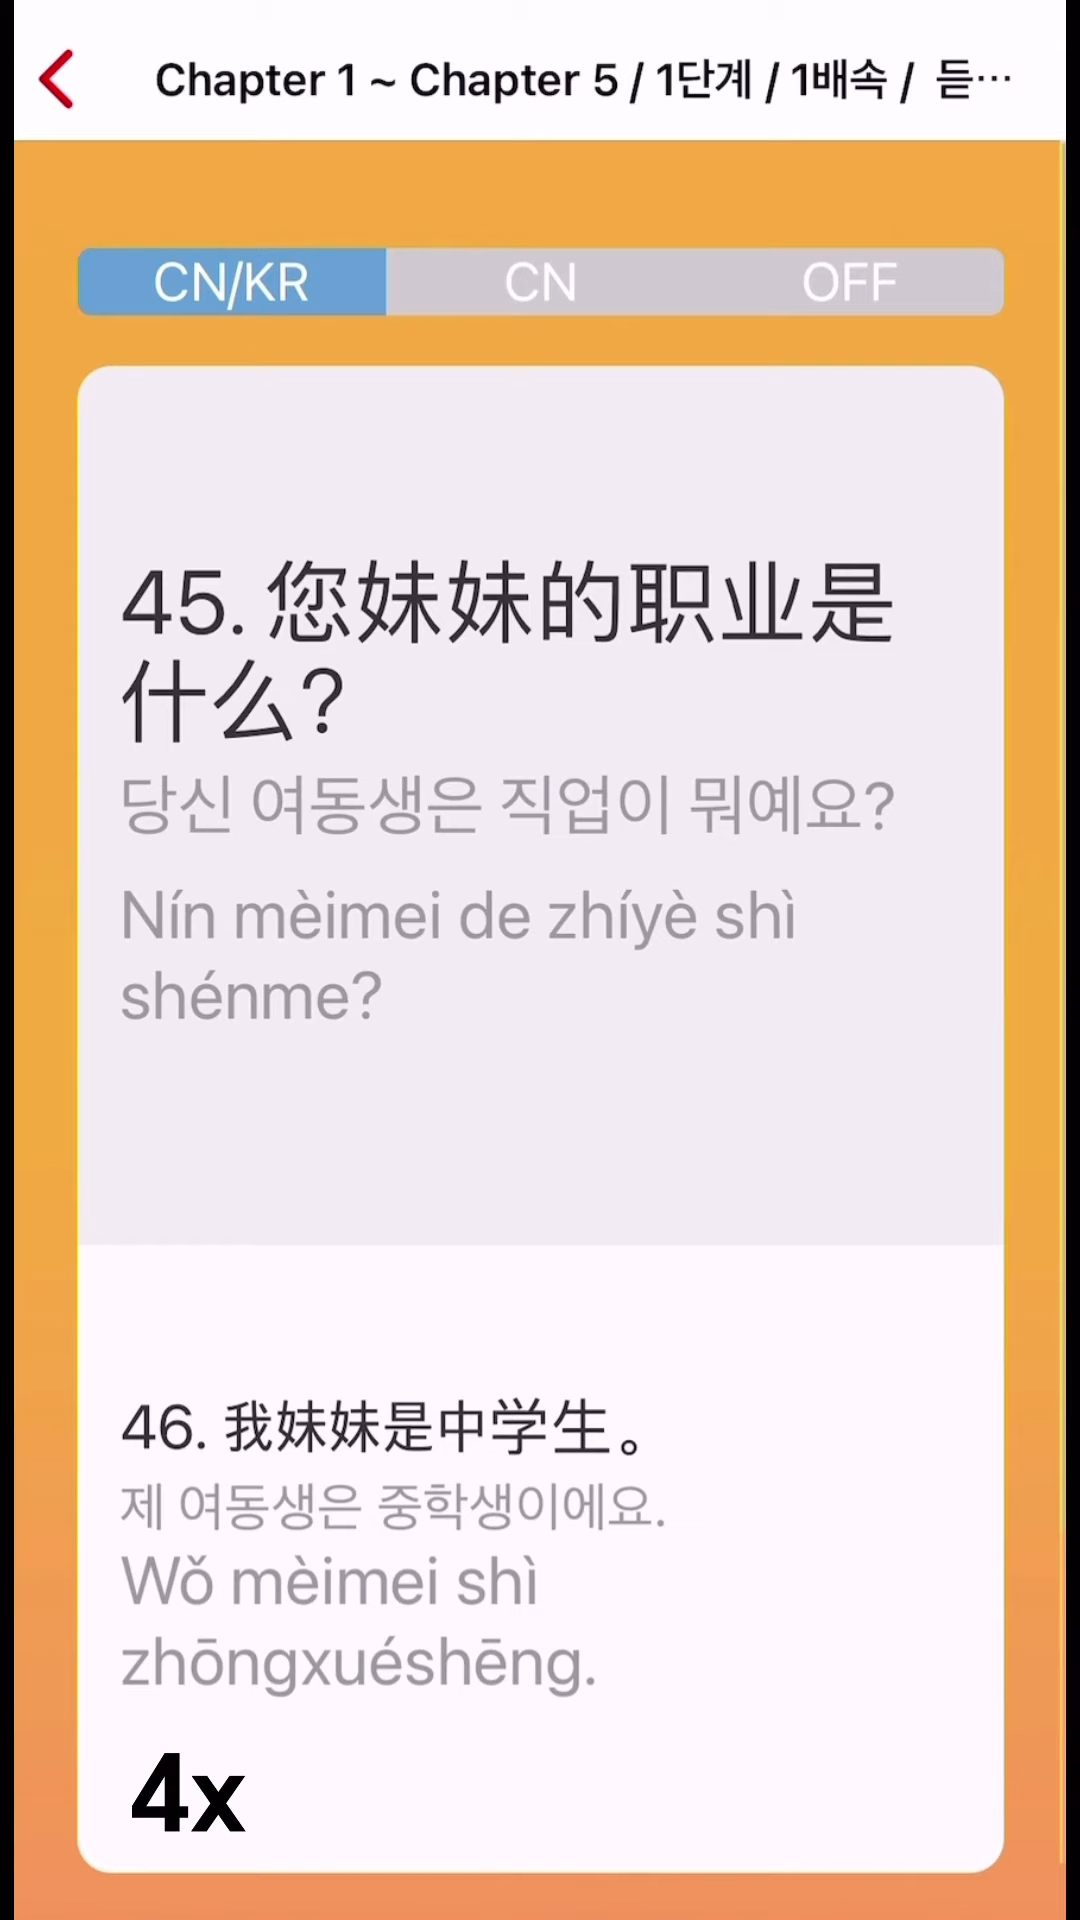 Chapter 1 ~ Chapter 5 / 1단계 / 1배속 / 듣…
CN/KR CN OFF
45. 您妹妹的职业是
什么?
당신 여동생은 직업이 뭐예요?
Nín mèimei de zhíyè shì
shénme?
46. 我妹妹是中学生。
제 여동생은 중학생이에요.
Wǒ mèimei shì
zhōngxuéshēng.
4x